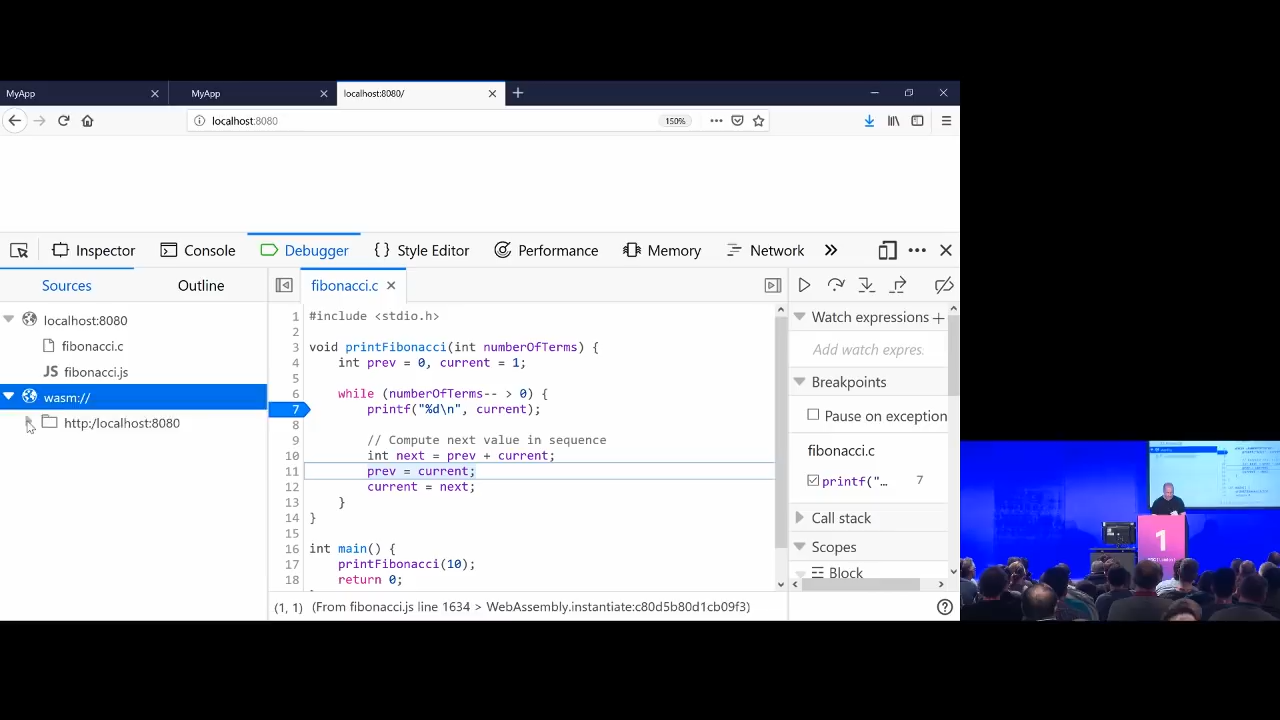 MyApp
MyApp
localhost:8080/
localhost:8080
150%
Inspector
Console
Debugger
{ } Style Editor
Performance
Memory
Network
Sources
Outline
fibonacci.c
localhost:8080
fibonacci.c
JS fibonacci.js
wasm://
http:/localhost:8080
1 #include <stdio.h>
2
3 void printFibonacci(int numberOfTerms) {
4 int prev = 0, current = 1;
5
6 while (numberOfTerms-- > 0) {
7 printf("%d\n", current);
8
9 // Compute next value in sequence
10 int next = prev + current;
11 prev = current;
12 current = next;
13 }
14 }
15
16 int main() {
17 printFibonacci(10);
18 return 0;
(1, 1) (From fibonacci.js line 1634 > WebAssembly.instantiate:c80d5b80d1cb09f3)
Watch expressions
Add watch expres.
Breakpoints
Pause on exception
fibonacci.c
printf("… 7
Call stack
Scopes
Block
1